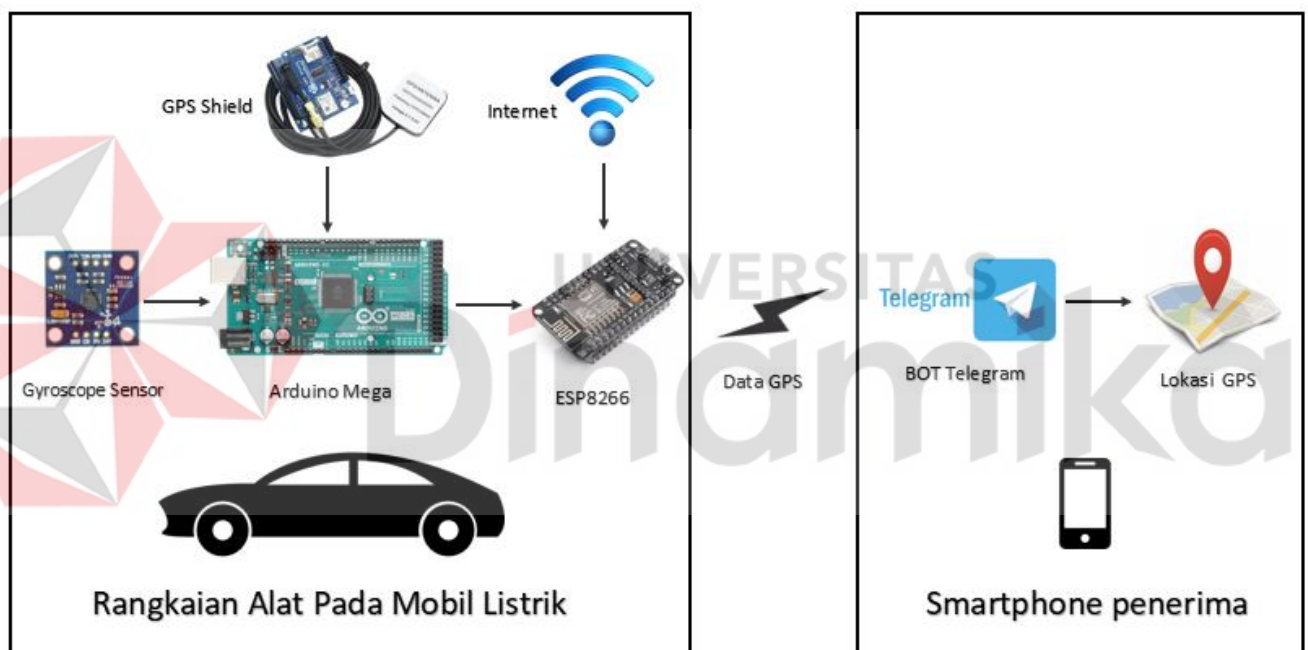 GPS Shield
Internet
Gyroscope Sensor
Arduino Mega
ESP8266
Data GPS
Telegram
BOT Telegram
Lokasi GPS
Rangkaian Alat Pada Mobil Listrik
Smartphone penerima
UNIVERSITAS
Dinamika
ARDUINO